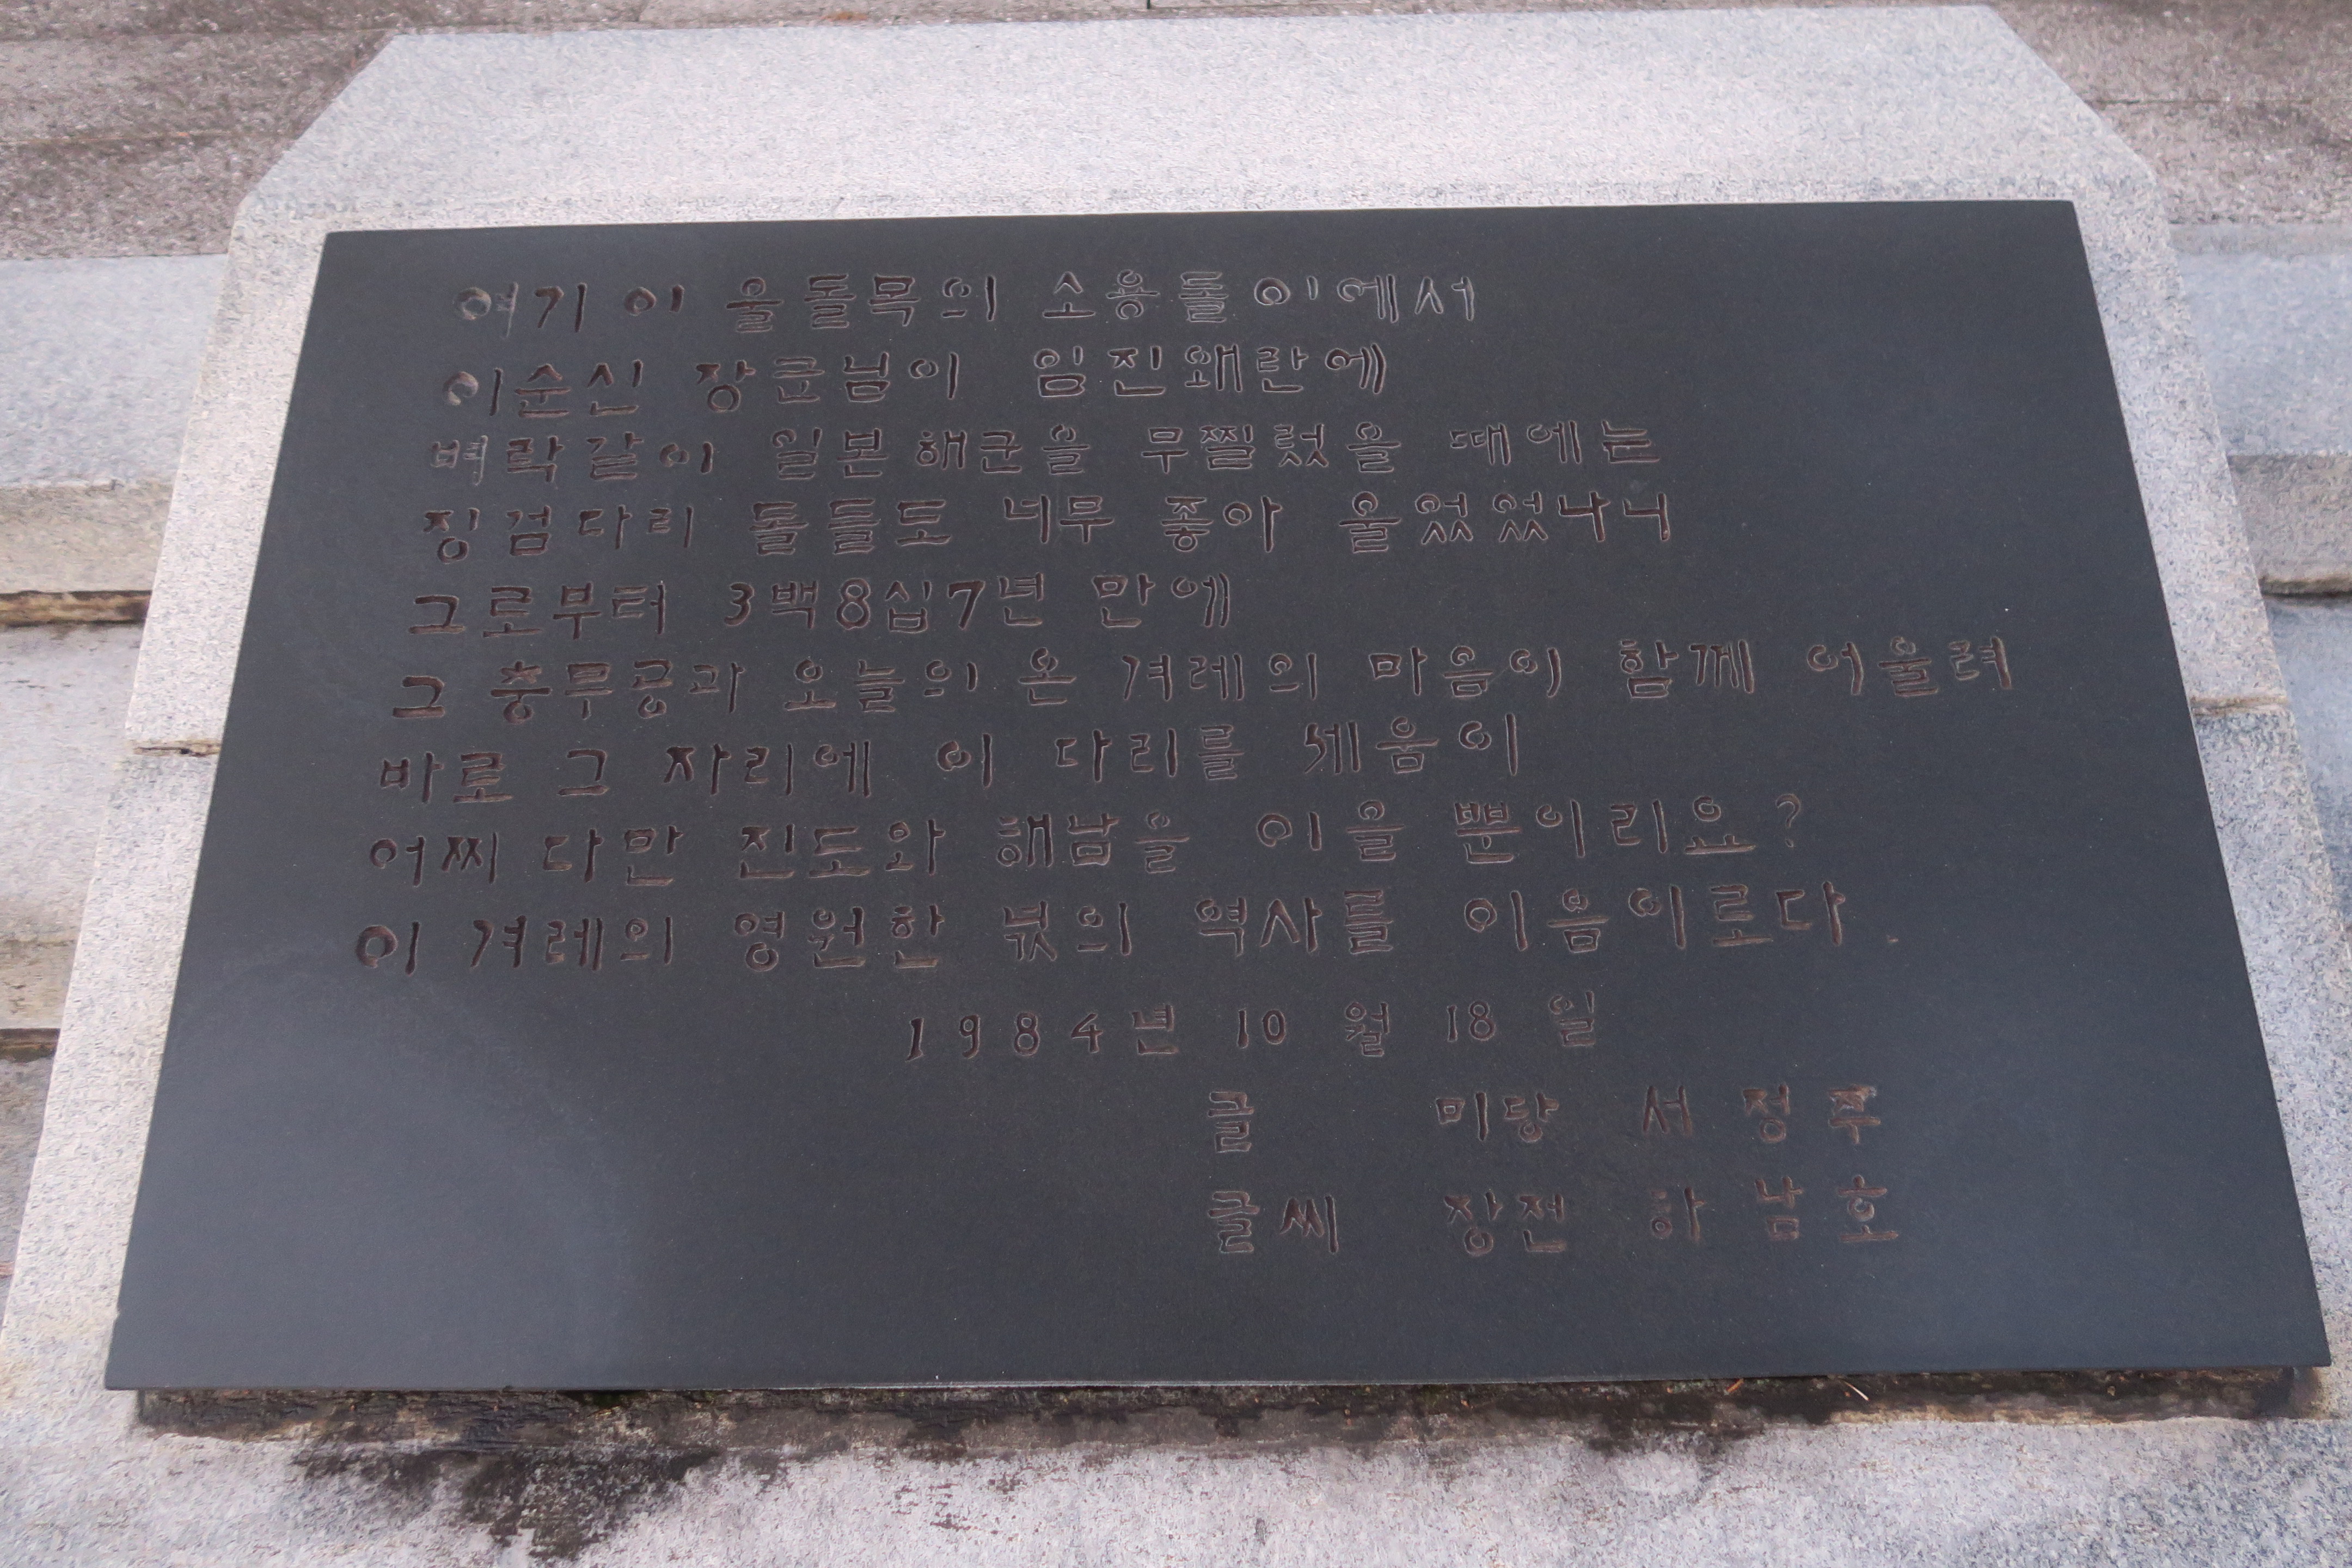 여기 이 울돌목의 소용돌이에서
이순신 장군님이 임진왜란에
벼락같이 일본해군을 무찔렀을 때에는
징검다리 돌들도 너무 좋아 울었었나니
그로부터 3백8십7년 만에
그 충무공과 오늘의 온 겨레의 마음이 함께 어울려
바로 그 자리에 이 다리를 세움이
어찌 다만 진도와 해남을 이을 뿐이리요?
이 겨레의 영원한 뜻의 역사를 이음이로다.
1984년 10 월 18 일
글 미당 서 정 주
글씨 장전 하 남 호